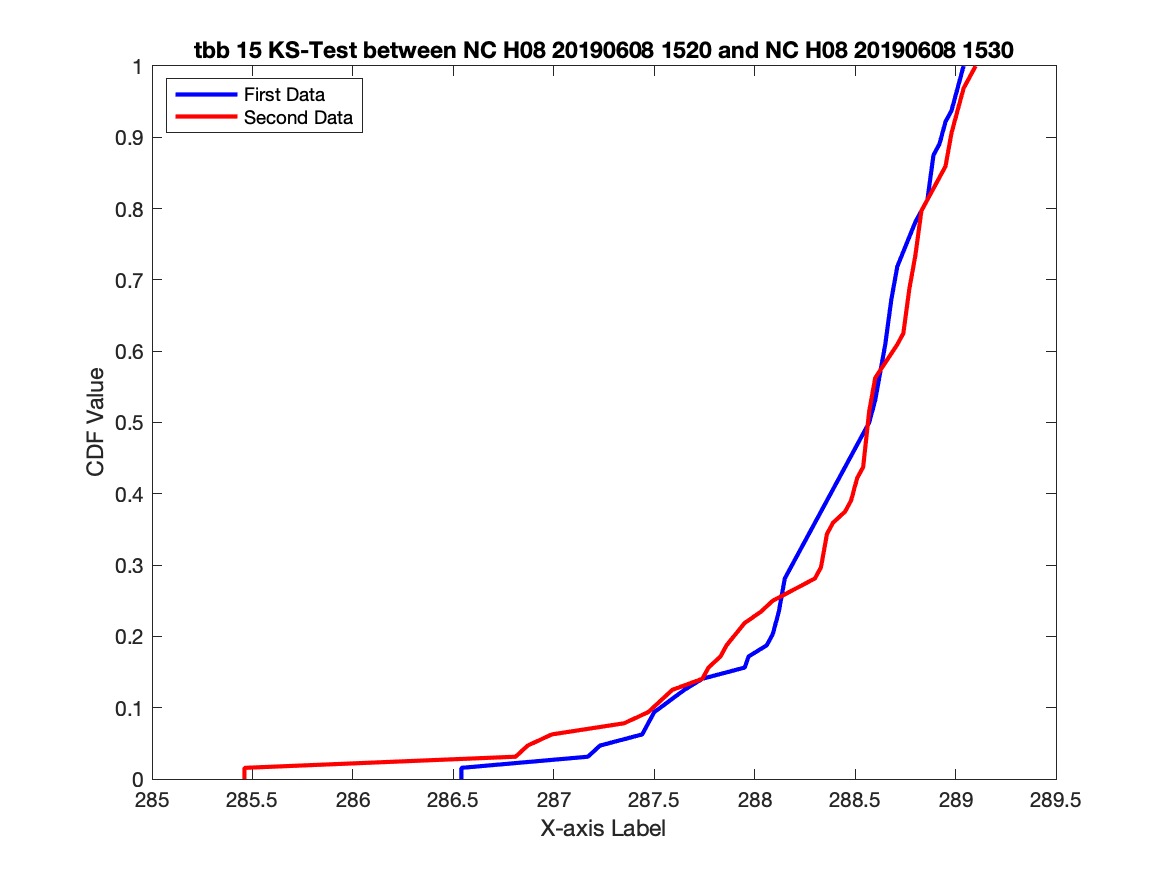 tbb 15 KS-Test between NC H08 20190608 1520 and NC H08 20190608 1530
First Data
Second Data
1
0.9
0.8
0.7
0.6
0.5
0.4
0.3
0.2
0.1
0
CDF Value
285 285.5 286 286.5 287 287.5 288 288.5 289 289.5
X-axis Label